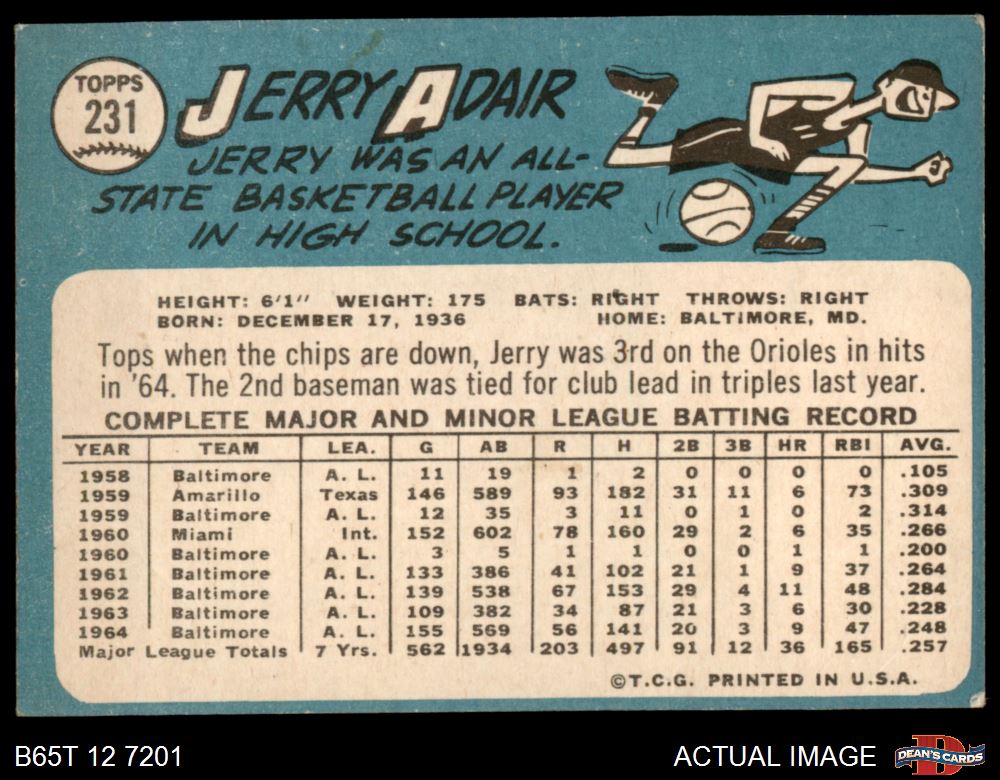 TOPPS
231
JERRY ADAIR
JERRY WAS AN ALL-
STATE BASKETBALL PLAYER
IN HIGH SCHOOL.
HEIGHT: 6'1" WEIGHT: 175 BATS: RIGHT THROWS: RIGHT
BORN: DECEMBER 17, 1936 HOME: BALTIMORE, MD.
Tops when the chips are down, Jerry was 3rd on the Orioles in hits
in '64. The 2nd baseman was tied for club lead in triples last year.
COMPLETE MAJOR AND MINOR LEAGUE BATTING RECORD
YEAR TEAM LEA. G AB R H 2B 3B HR RBI AVG.
1958 Baltimore A. L. 11 19 1 2 0 0 0 0 .105
1959 Amarillo Texas 146 589 93 182 31 11 6 73 .309
1959 Baltimore A. L. 12 35 3 11 0 1 0 2 .314
1960 Miami Int. 152 602 78 160 29 2 6 35 .266
1960 Baltimore A. L. 3 5 1 1 0 0 1 1 .200
1961 Baltimore A. L. 133 386 41 102 21 1 9 37 .264
1962 Baltimore A. L. 139 538 67 153 29 4 11 48 .284
1963 Baltimore A. L. 109 382 34 87 21 3 6 30 .228
1964 Baltimore A. L. 155 569 56 141 20 3 9 47 .248
Major League Totals 7 Yrs. 562 1934 203 497 91 12 36 165 .257
©T.C.G. PRINTED IN U.S.A.
B65T 12 7201 ACTUAL IMAGE DEAN'S CARDS